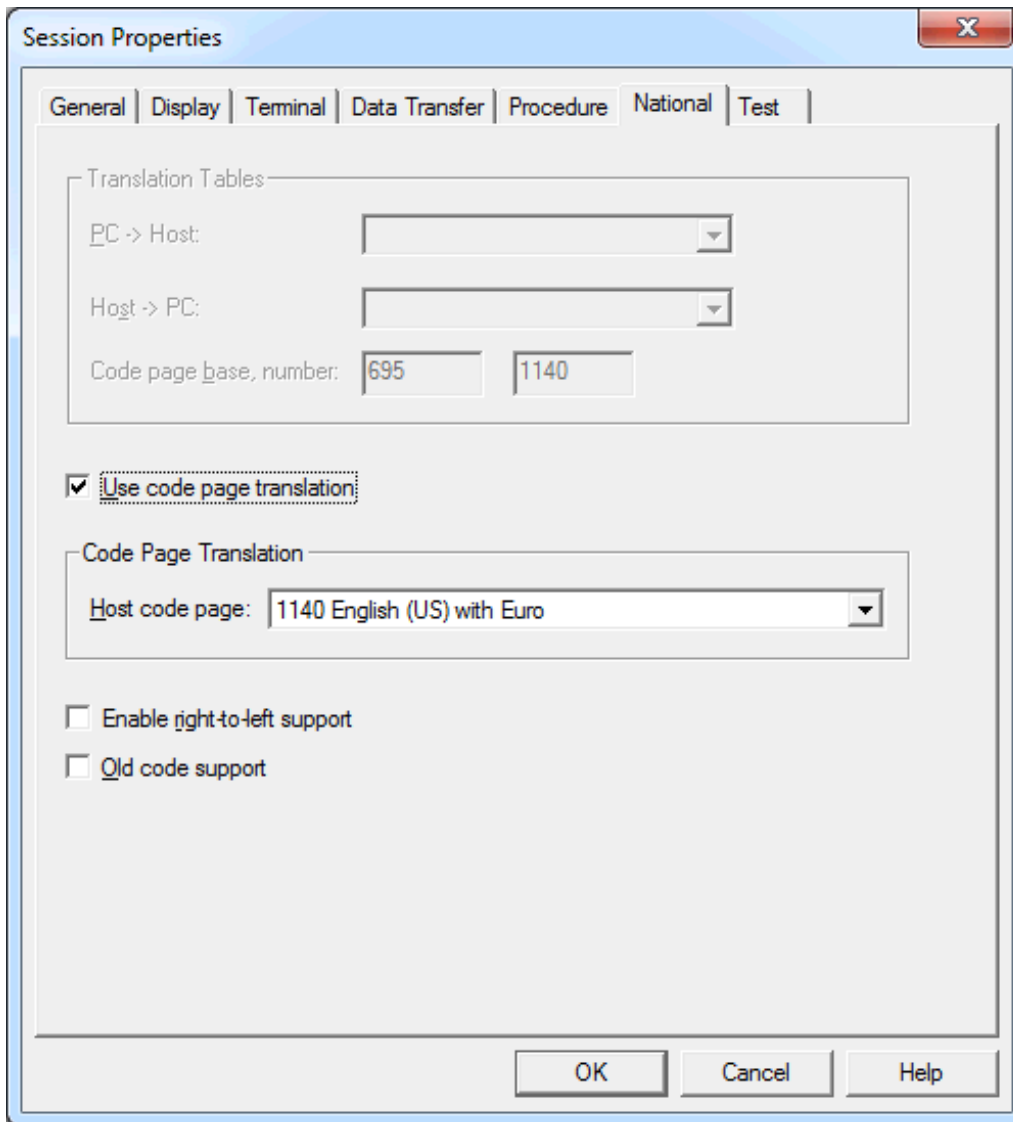 Session Properties
General Display Terminal Data Transfer Procedure National Test
Translation Tables
PC -> Host:
Host -> PC:
Code page base, number: 695 1140
Use code page translation
Code Page Translation
Host code page: 1140 English (US) with Euro
Enable right-to-left support
Old code support
OK Cancel Help